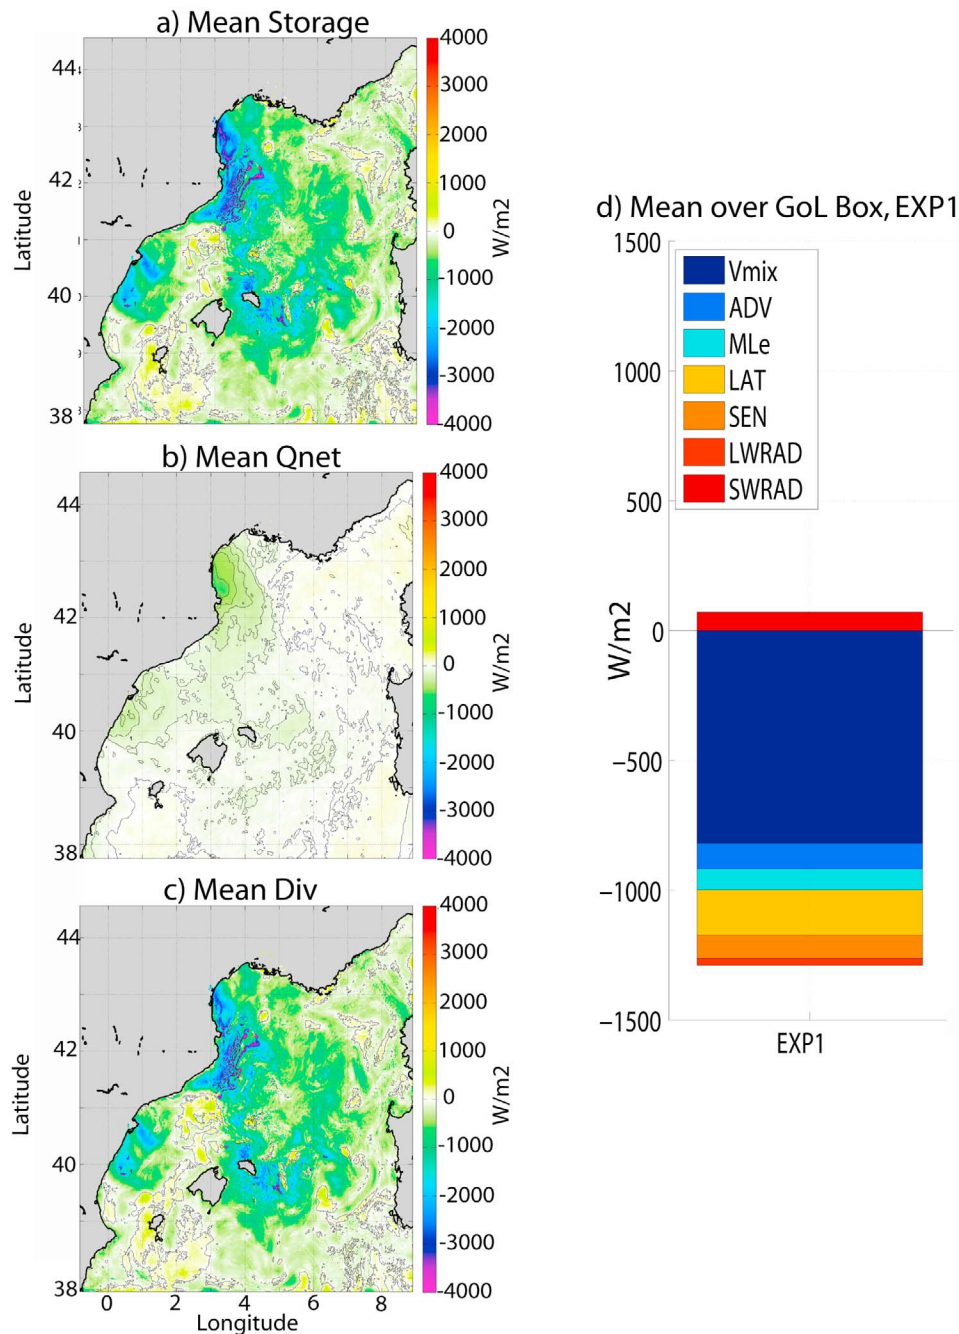 a) Mean Storage
44
42
40
38
Latitude
4000
3000
2000
1000
0
-1000
-2000
-3000
-4000
W/m2
b) Mean Qnet
44
42
40
38
Latitude
4000
3000
2000
1000
0
-1000
-2000
-3000
-4000
W/m2
c) Mean Div
44
42
40
38
Latitude
0
2
4
6
8
Longitude
4000
3000
2000
1000
0
-1000
-2000
-3000
-4000
W/m2
d) Mean over GoL Box, EXP1
1500
1000
500
0
−500
−1000
−1500
W/m2
Vmix
ADV
MLe
LAT
SEN
LWRAD
SWRAD
EXP1